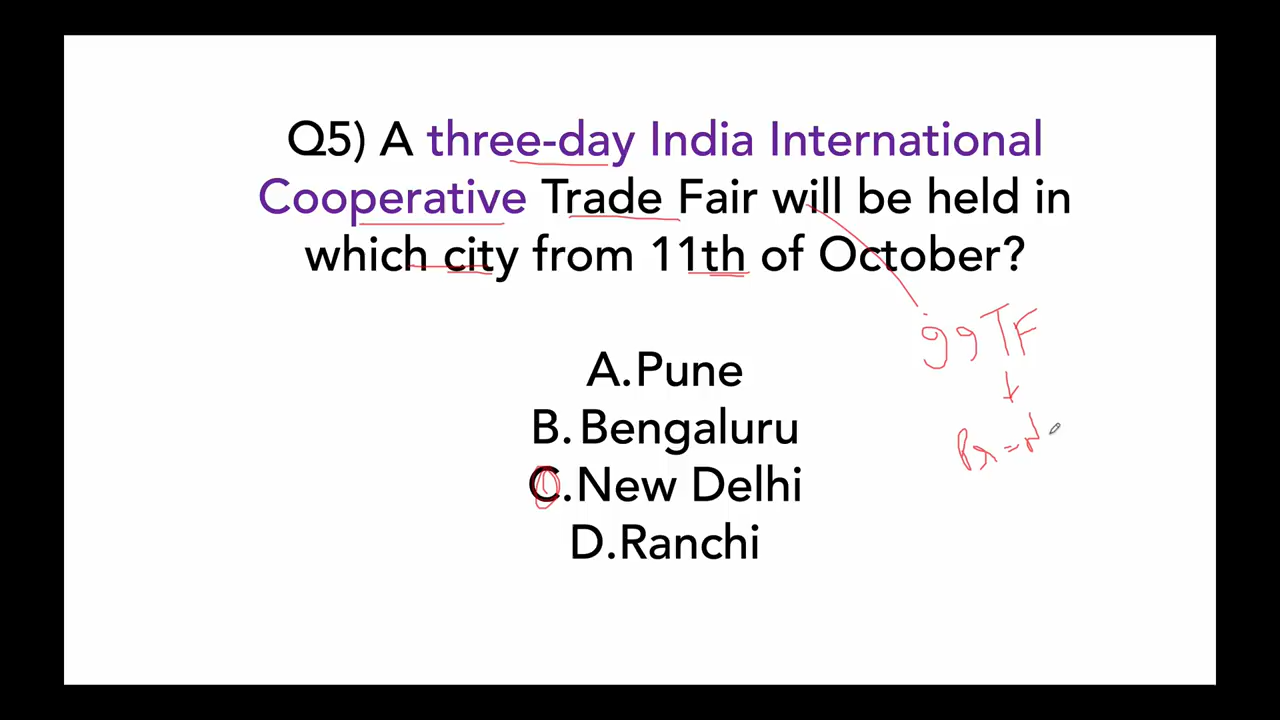 Q5) A three-day India International
Cooperative Trade Fair will be held in
which city from 11th of October?
A.Pune
B. Bengaluru
C.New Delhi
D.Ranchi
TF